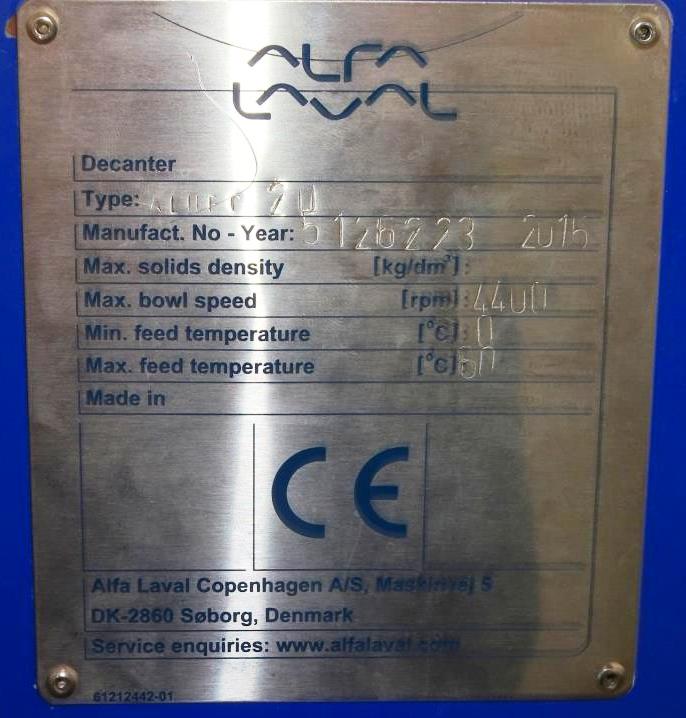 ALFA
LAVAL
Decanter
Type: 20
Manufact. No - Year: 5126223 2015
Max. solids density [kg/dm³]:
Max. bowl speed [rpm]: 4400
Min. feed temperature [°C]: 0
Max. feed temperature [°C]: 60
Made in
CE
Alfa Laval Copenhagen A/S, Maskinvej 5
DK-2860 Søborg, Denmark
Service enquiries: www.alfalaval.com
61212442-01